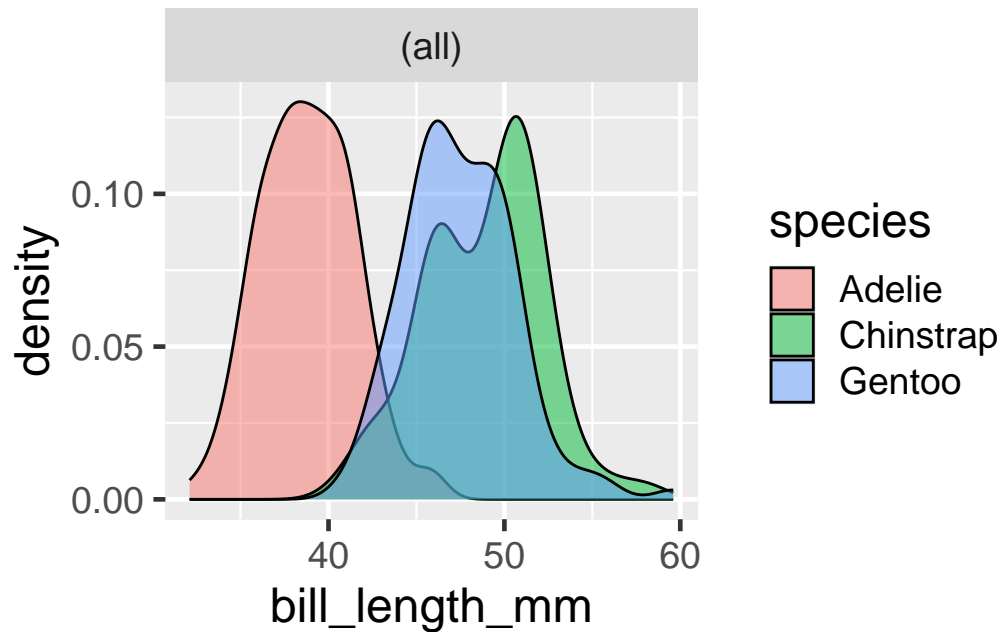 (all)
density
0.10
0.05
0.00
40 50 60
bill_length_mm
species
Adelie
Chinstrap
Gentoo